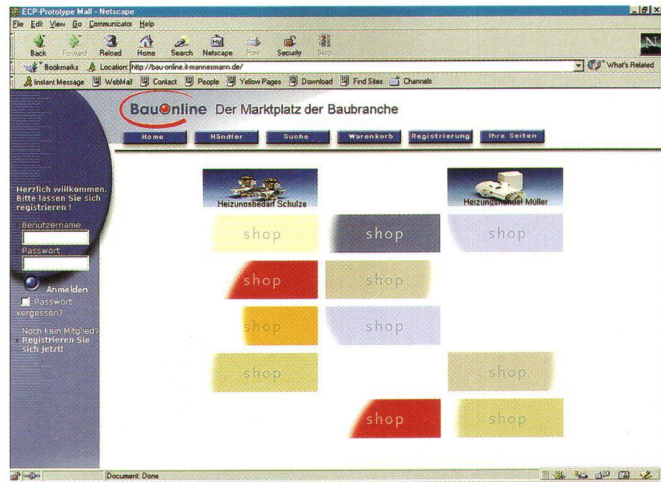 ECP-Prototype Mall - Netscape
File Edit View Go Communicator Help
Back Forward Reload Home Search Netscape Print Security Stop
Bookmarks Location: http://bau-online.it-mannesmann.de/ What's Related
Instant Message WebMail Contact People Yellow Pages Download Find Sites Channels
BauOnline Der Marktplatz der Baubranche
Home Händler Suche Warenkorb Registrierung Ihre Seiten
Heizungsbedarf Schulze Heizungshandel Müller
Herzlich willkommen.
Bitte lassen Sie sich
registrieren !
Benutzername
Passwort
Anmelden
Passwort
vergessen?
Noch kein Mitglied?
Registrieren Sie
sich jetzt!
shop shop shop
shop shop
shop shop
shop shop
shop shop
Document: Done